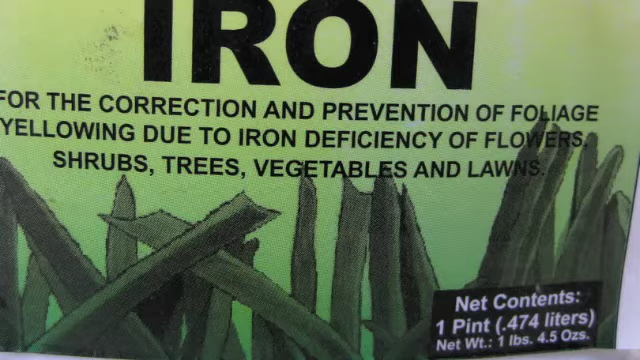 IRON
FOR THE CORRECTION AND PREVENTION OF FOLIAGE
YELLOWING DUE TO IRON DEFICIENCY OF FLOWERS.
SHRUBS, TREES, VEGETABLES AND LAWNS.
Net Contents:
1 Pint (.474 liters)
Net Wt.: 1 lbs. 4.5 Ozs.